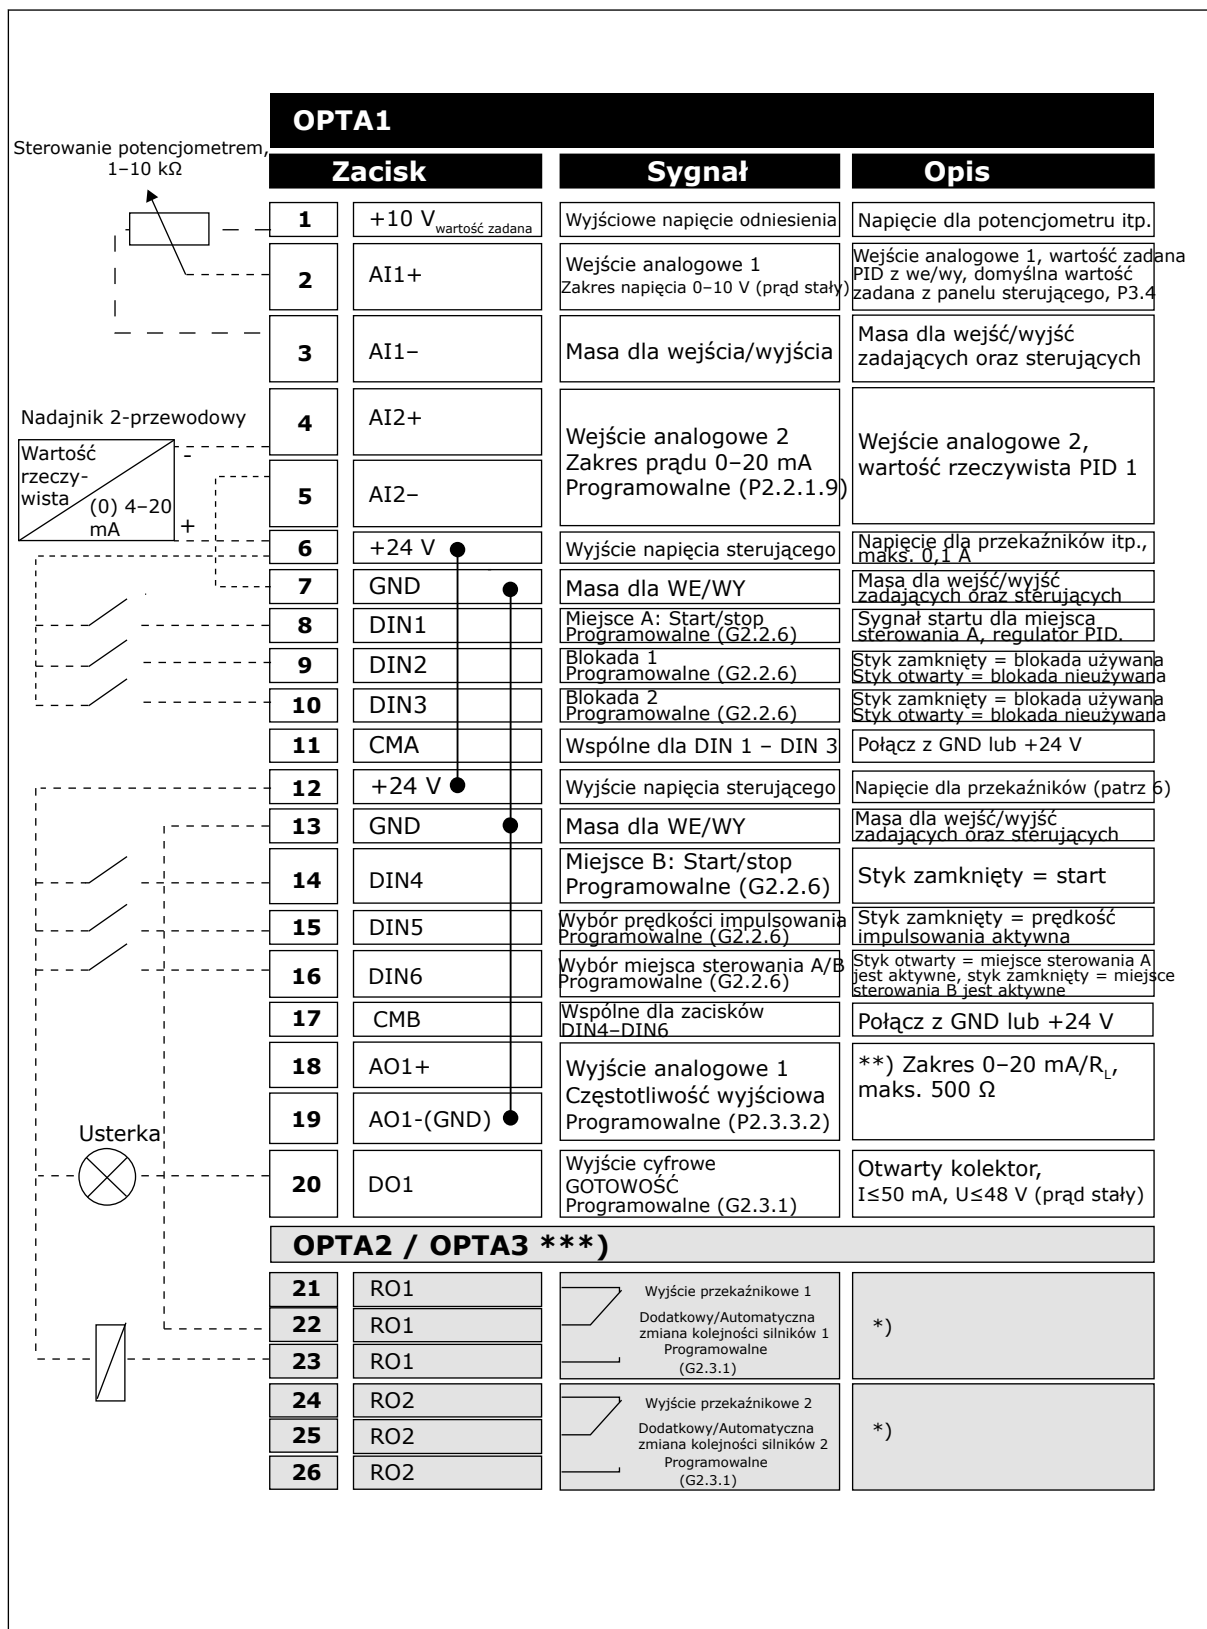 OPTA1
Sterowanie potencjometrem,
1–10 kΩ
Zacisk Sygnał Opis
1 +10 V wartość zadana Wyjściowe napięcie odniesienia Napięcie dla potencjometru itp.
2 AI1+
Wejście analogowe 1
Zakres napięcia 0–10 V (prąd stały)
Wejście analogowe 1, wartość zadana
PID z we/wy, domyślna wartość
zadana z panelu sterującego, P3.4
3 AI1– Masa dla wejścia/wyjścia
Masa dla wejść/wyjść
zadających oraz sterujących
Nadajnik 2-przewodowy
Wartość
rzeczy-
wista
(0) 4–20
mA
-
+
4 AI2+
5 AI2–
Wejście analogowe 2
Zakres prądu 0–20 mA
Programowalne (P2.2.1.9)
Wejście analogowe 2,
wartość rzeczywista PID 1
6 +24 V Wyjście napięcia sterującego
Napięcie dla przekaźników itp.,
maks. 0,1 A
7 GND Masa dla WE/WY
Masa dla wejść/wyjść
zadających oraz sterujących
8 DIN1
Miejsce A: Start/stop
Programowalne (G2.2.6)
Sygnał startu dla miejsca
sterowania A, regulator PID.
9 DIN2
Blokada 1
Programowalne (G2.2.6)
Styk zamknięty = blokada używana
Styk otwarty = blokada nieużywana
10 DIN3
Blokada 2
Programowalne (G2.2.6)
Styk zamknięty = blokada używana
Styk otwarty = blokada nieużywana
11 CMA Wspólne dla DIN 1 – DIN 3 Połącz z GND lub +24 V
12 +24 V Wyjście napięcia sterującego Napięcie dla przekaźników (patrz 6)
13 GND Masa dla WE/WY
Masa dla wejść/wyjść
zadających oraz sterujących
14 DIN4
Miejsce B: Start/stop
Programowalne (G2.2.6)
Styk zamknięty = start
15 DIN5
Wybór prędkości impulsowania
Programowalne (G2.2.6)
Styk zamknięty = prędkość
impulsowania aktywna
16 DIN6
Wybór miejsca sterowania A/B
Programowalne (G2.2.6)
Styk otwarty = miejsce sterowania A
jest aktywne, styk zamknięty = miejsce
sterowania B jest aktywne
17 CMB
Wspólne dla zacisków
DIN4–DIN6
Połącz z GND lub +24 V
18 AO1+
19 AO1-(GND)
Wyjście analogowe 1
Częstotliwość wyjściowa
Programowalne (P2.3.3.2)
**) Zakres 0–20 mA/RL,
maks. 500 Ω
Usterka
20 DO1
Wyjście cyfrowe
GOTOWOŚĆ
Programowalne (G2.3.1)
Otwarty kolektor,
I≤50 mA, U≤48 V (prąd stały)
OPTA2 / OPTA3 ***)
21 RO1
22 RO1
23 RO1
Wyjście przekaźnikowe 1
Dodatkowy/Automatyczna
zmiana kolejności silników 1
Programowalne
(G2.3.1)
*)
24 RO2
25 RO2
26 RO2
Wyjście przekaźnikowe 2
Dodatkowy/Automatyczna
zmiana kolejności silników 2
Programowalne
(G2.3.1)
*)